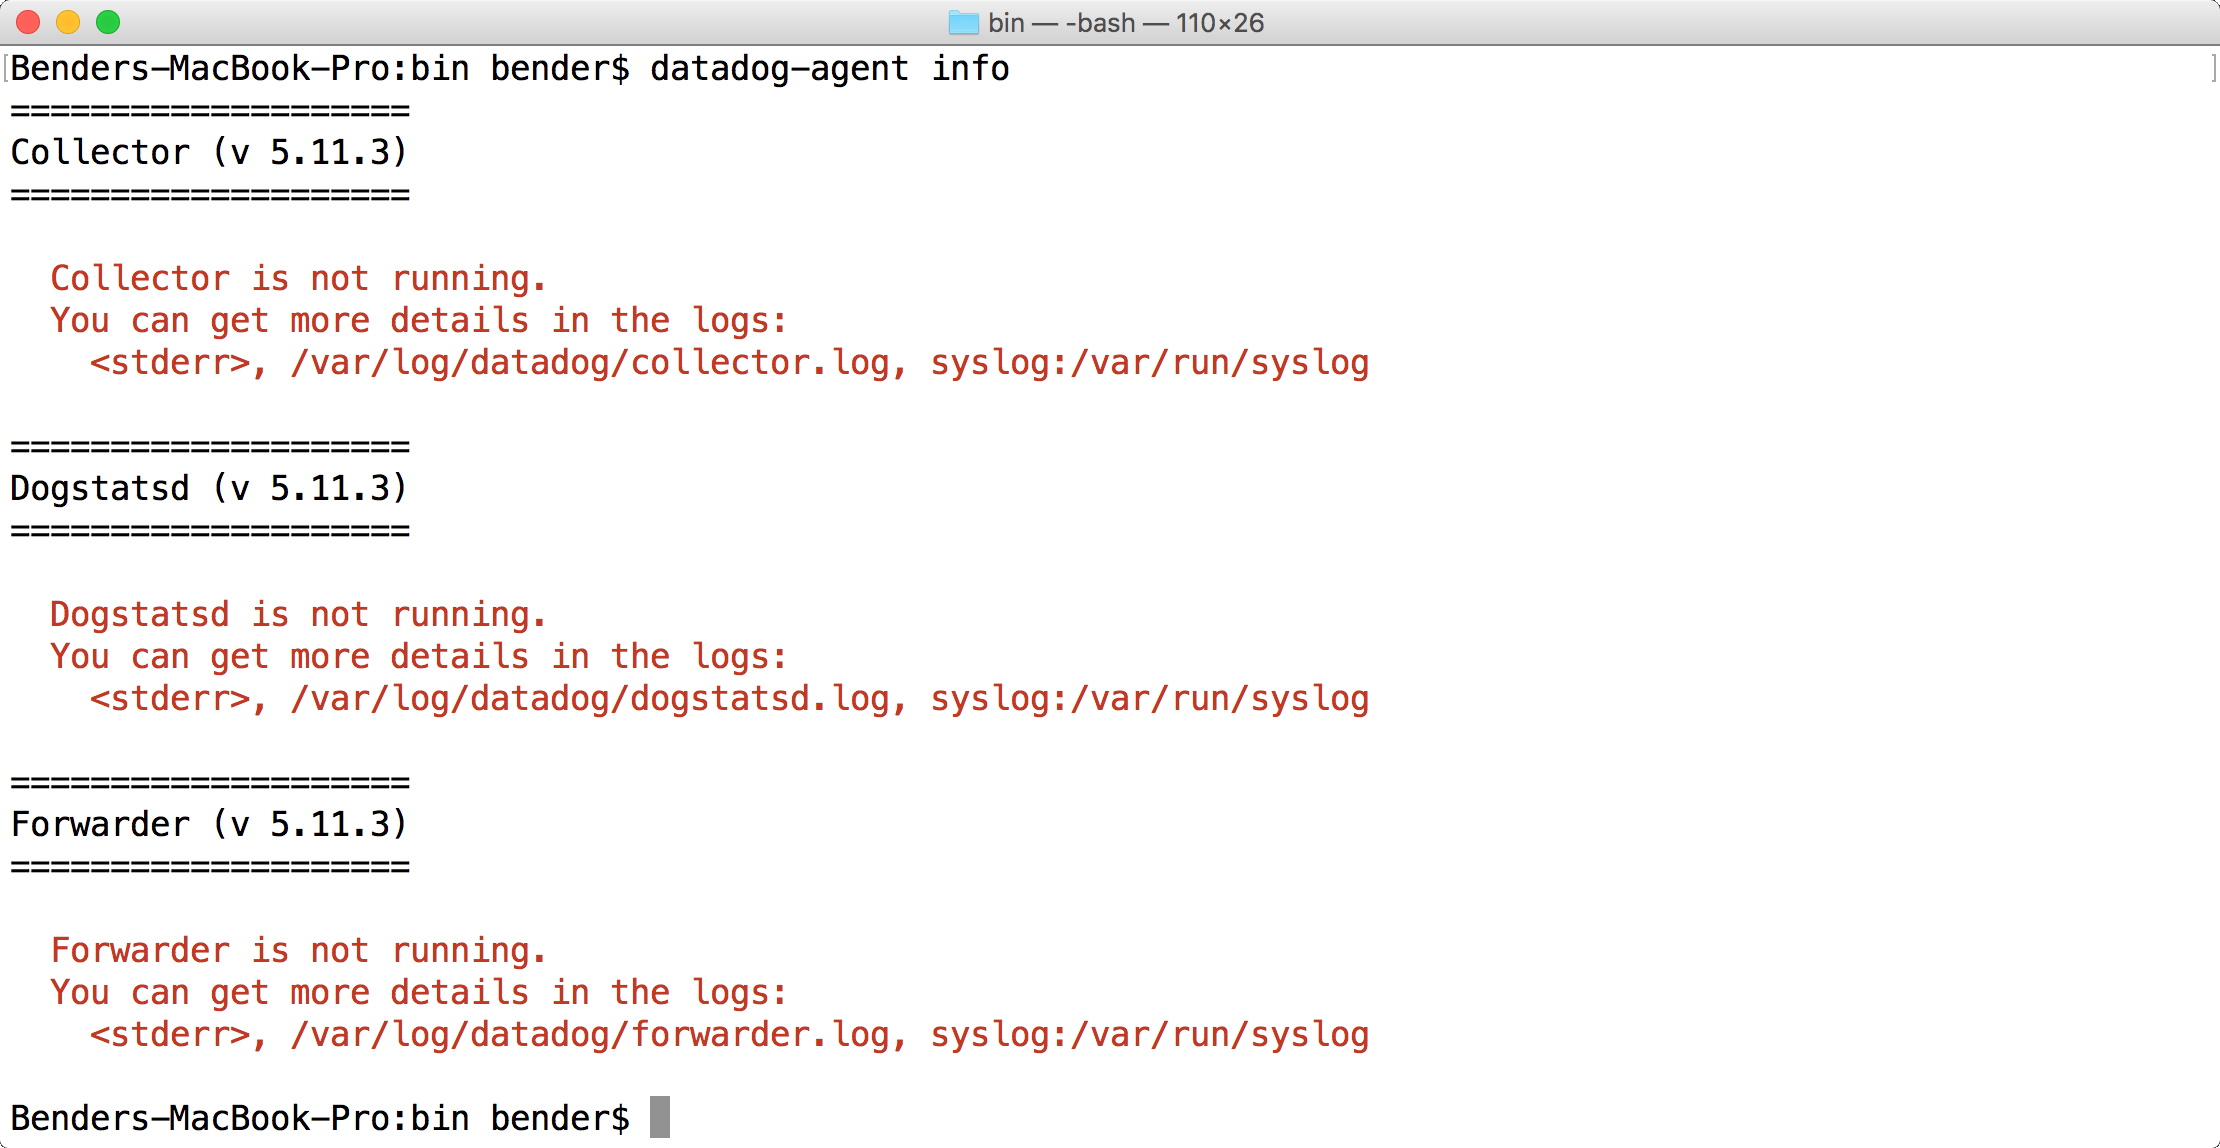 bin — -bash — 110×26
[Benders-MacBook-Pro:bin bender$ datadog-agent info ]
====================
Collector (v 5.11.3)
====================
Collector is not running.
You can get more details in the logs:
<stderr>, /var/log/datadog/collector.log, syslog:/var/run/syslog
====================
Dogstatsd (v 5.11.3)
====================
Dogstatsd is not running.
You can get more details in the logs:
<stderr>, /var/log/datadog/dogstatsd.log, syslog:/var/run/syslog
====================
Forwarder (v 5.11.3)
====================
Forwarder is not running.
You can get more details in the logs:
<stderr>, /var/log/datadog/forwarder.log, syslog:/var/run/syslog
Benders-MacBook-Pro:bin bender$